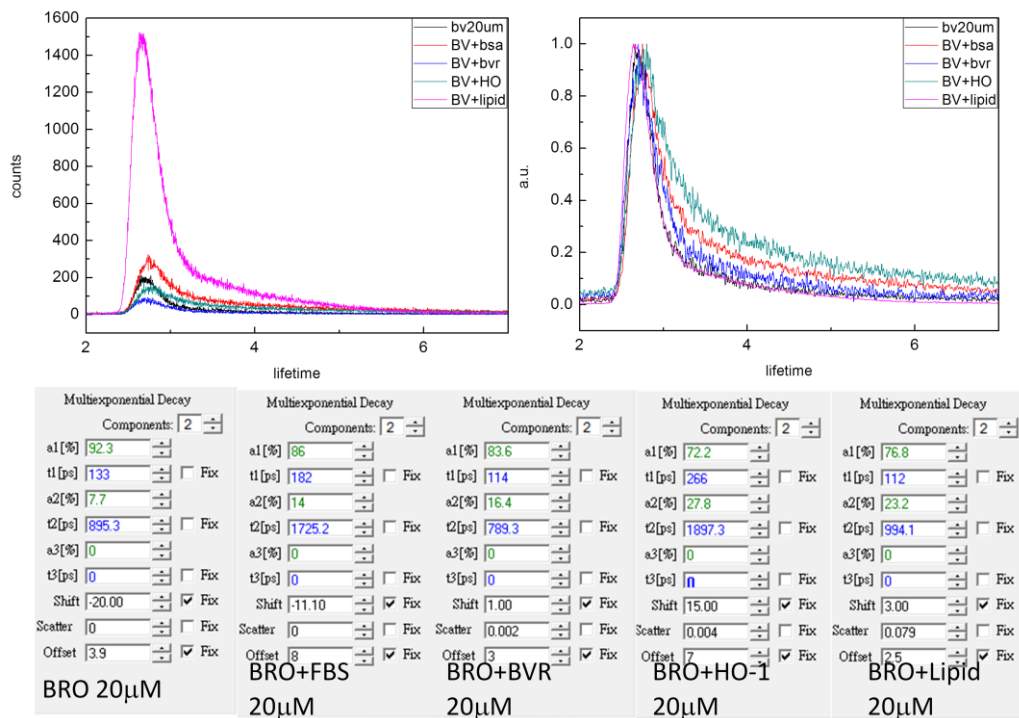 1600
1400
1200
1000
800
600
400
200
0
counts
2
4
6
lifetime
bv20um
BV+bsa
BV+bvr
BV+HO
BV+lipid
1.0
0.8
0.6
0.4
0.2
0.0
a.u.
2
4
6
lifetime
bv20um
BV+bsa
BV+bvr
BV+HO
BV+lipid
Multiexponential Decay
Components: 2
a1[%] 92.3
t1[ps] 133 Fix
a2[%] 7.7
t2[ps] 895.3 Fix
a3[%] 0
t3[ps] 0 Fix
Shift -20.00 Fix
Scatter 0 Fix
Offset 3.9 Fix
BRO 20μM
Multiexponential Decay
Components: 2
a1[%] 86
t1[ps] 182 Fix
a2[%] 14
t2[ps] 1725.2 Fix
a3[%] 0
t3[ps] 0 Fix
Shift -11.10 Fix
Scatter 0 Fix
Offset 8 Fix
BRO+FBS
20μM
Multiexponential Decay
Components: 2
a1[%] 83.6
t1[ps] 114 Fix
a2[%] 16.4
t2[ps] 789.3 Fix
a3[%] 0
t3[ps] 0 Fix
Shift 1.00 Fix
Scatter 0.002 Fix
Offset 3 Fix
BRO+BVR
20μM
Multiexponential Decay
Components: 2
a1[%] 72.2
t1[ps] 266 Fix
a2[%] 27.8
t2[ps] 1897.3 Fix
a3[%] 0
t3[ps] Fix
Shift 15.00 Fix
Scatter 0.004 Fix
Offset 7 Fix
BRO+HO-1
20μM
Multiexponential Decay
Components: 2
a1[%] 76.8
t1[ps] 112 Fix
a2[%] 23.2
t2[ps] 994.1 Fix
a3[%] 0
t3[ps] 0 Fix
Shift 3.00 Fix
Scatter 0.079 Fix
Offset 2.5 Fix
BRO+Lipid
20μM